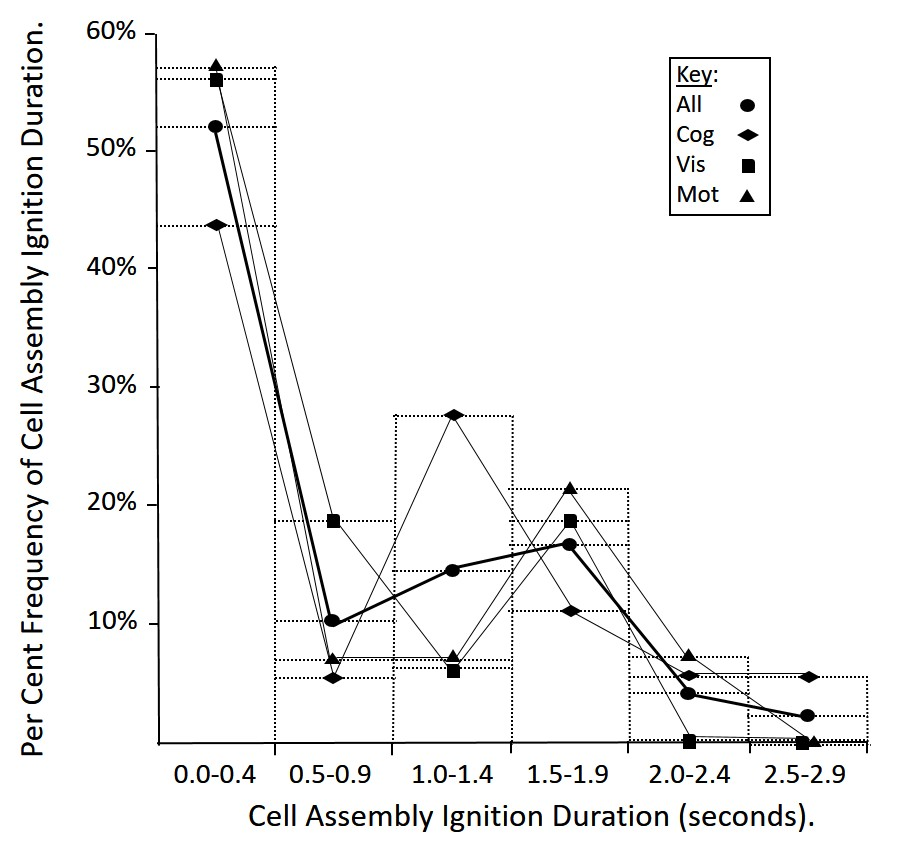 Per Cent Frequency of Cell Assembly Ignition Duration.
60%
50%
40%
30%
20%
10%
Key:
All
Cog
Vis
Mot
0.0-0.4 0.5-0.9 1.0-1.4 1.5-1.9 2.0-2.4 2.5-2.9
Cell Assembly Ignition Duration (seconds).